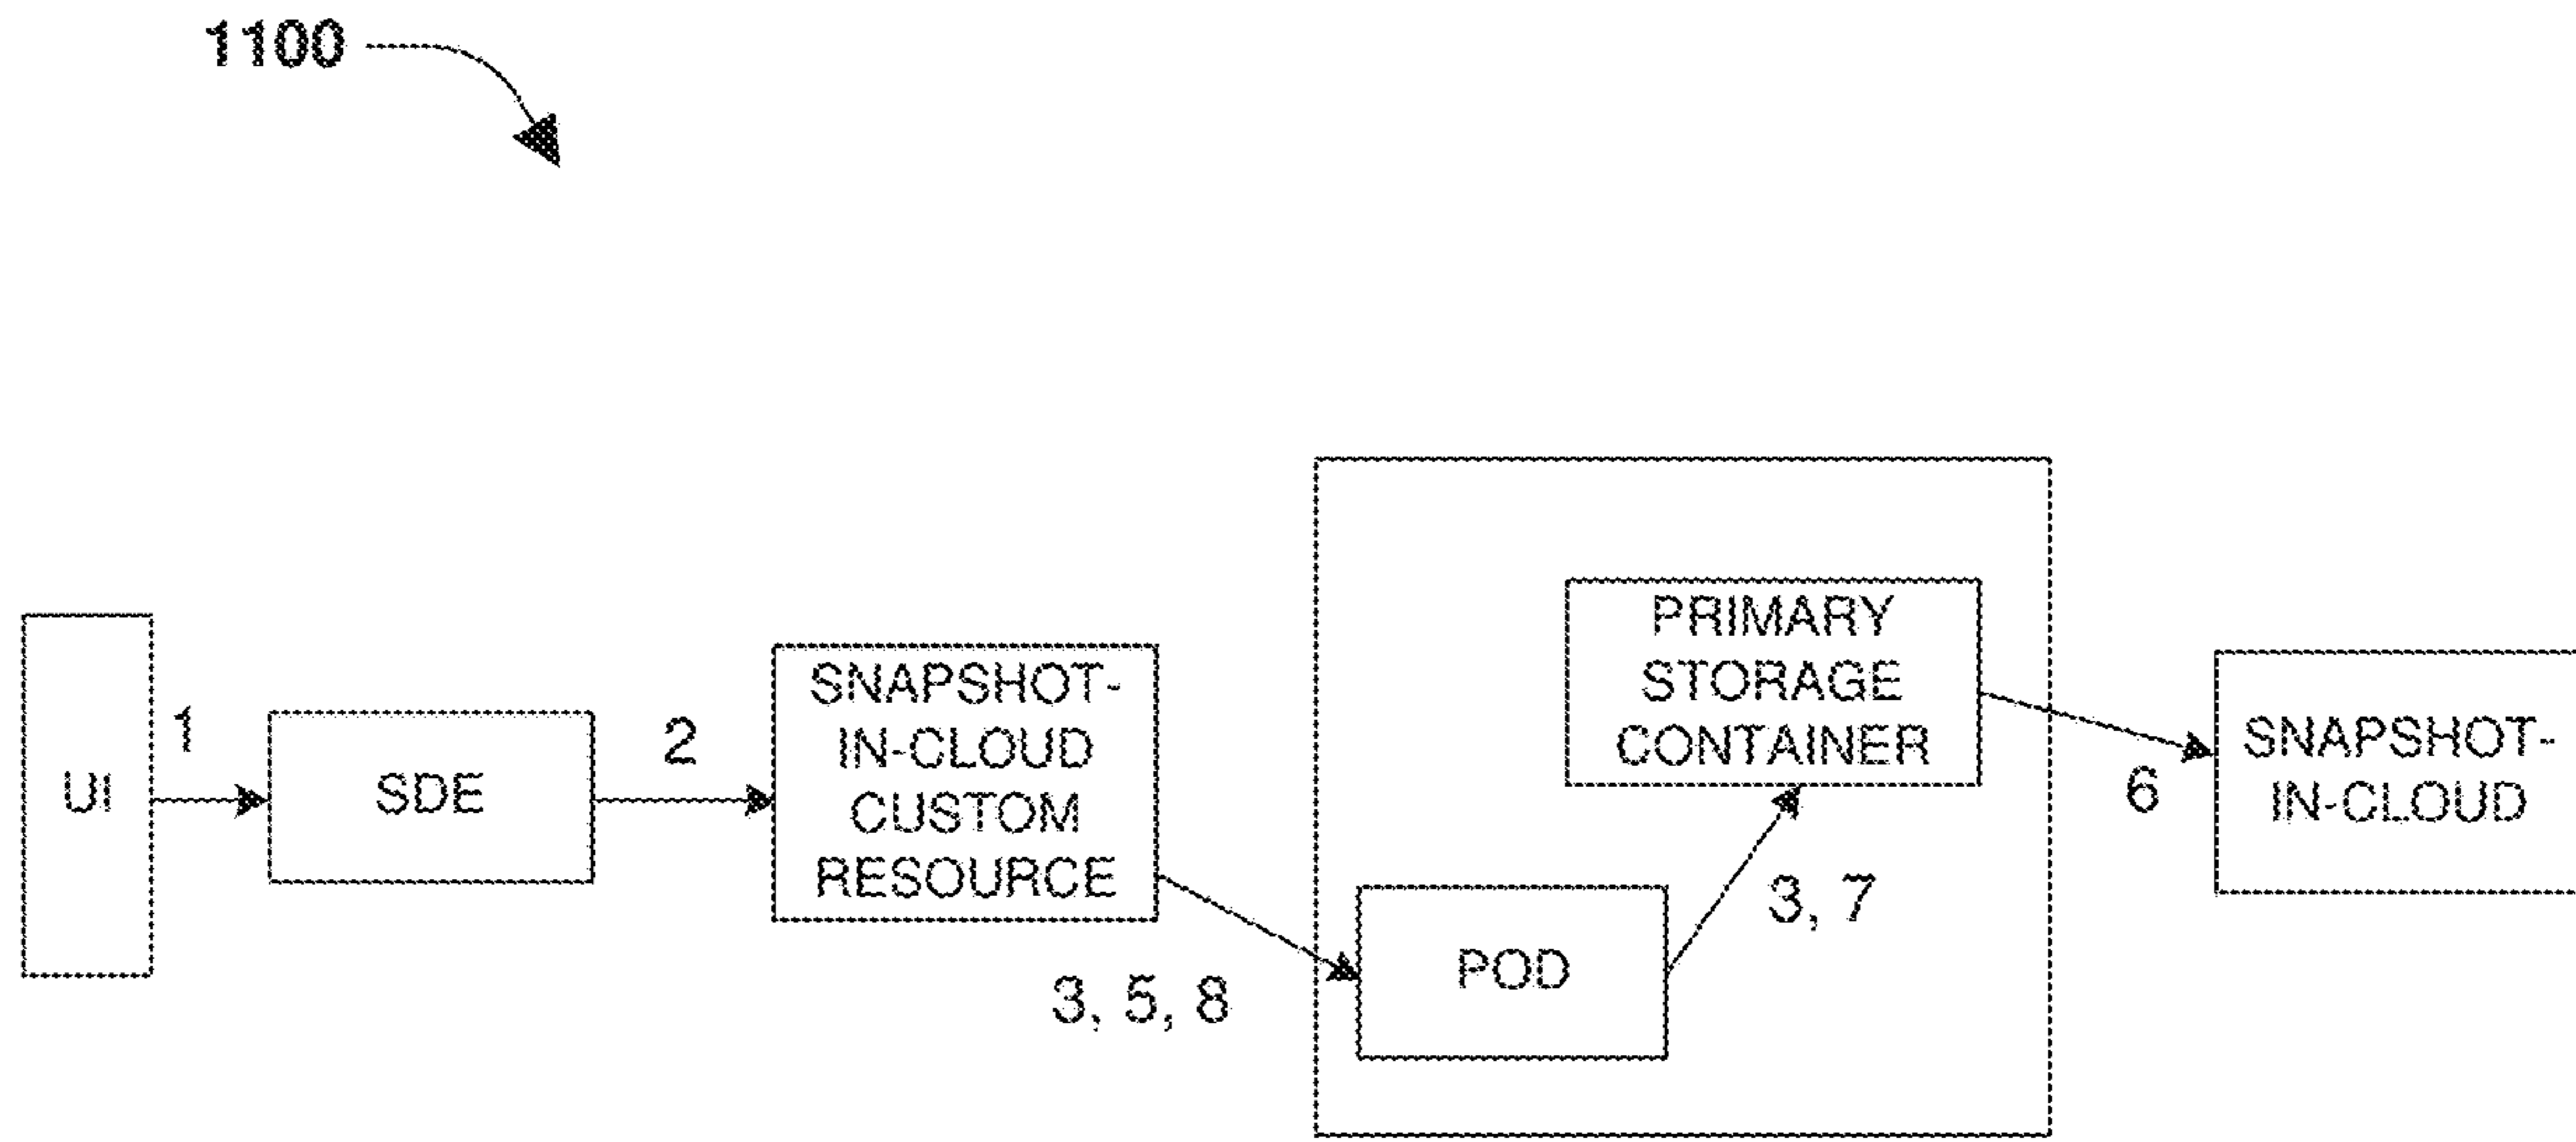 1100
UI
1
SDE
2
SNAPSHOT-
IN-CLOUD
CUSTOM
RESOURCE
3, 5, 8
POD
3, 7
PRIMARY
STORAGE
CONTAINER
6
SNAPSHOT-
IN-CLOUD